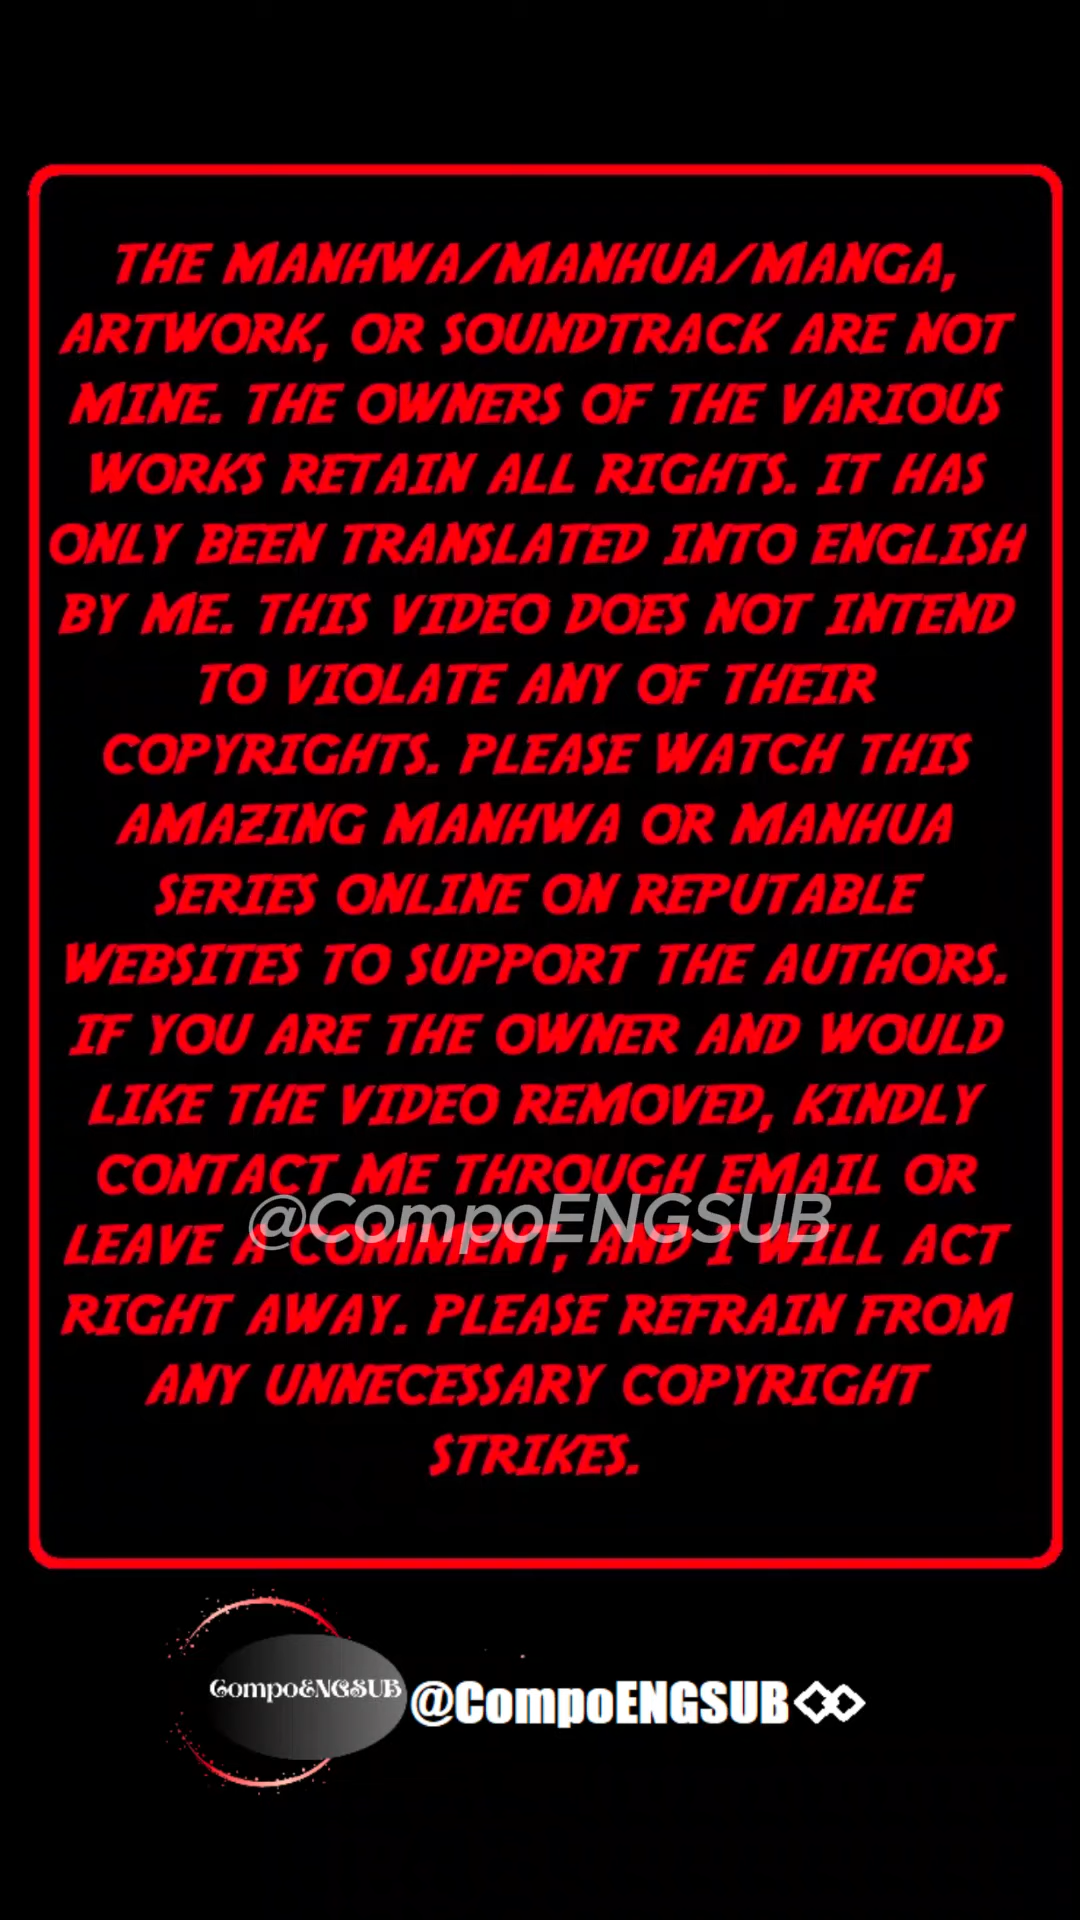 THE MANHWA/MANHUA/MANGA,
ARTWORK, OR SOUNDTRACK ARE NOT
MINE. THE OWNERS OF THE VARIOUS
WORKS RETAIN ALL RIGHTS. IT HAS
ONLY BEEN TRANSLATED INTO ENGLISH
BY ME. THIS VIDEO DOES NOT INTEND
TO VIOLATE ANY OF THEIR
COPYRIGHTS. PLEASE WATCH THIS
AMAZING MANHWA OR MANHUA
SERIES ONLINE ON REPUTABLE
WEBSITES TO SUPPORT THE AUTHORS.
IF YOU ARE THE OWNER AND WOULD
LIKE THE VIDEO REMOVED, KINDLY
CONTACT ME THROUGH EMAIL OR
@CompoENGSUB
LEAVE A COMMENT, AND I WILL ACT
RIGHT AWAY. PLEASE REFRAIN FROM
ANY UNNECESSARY COPYRIGHT
STRIKES.
CompoENGSUB
@CompoENGSUB